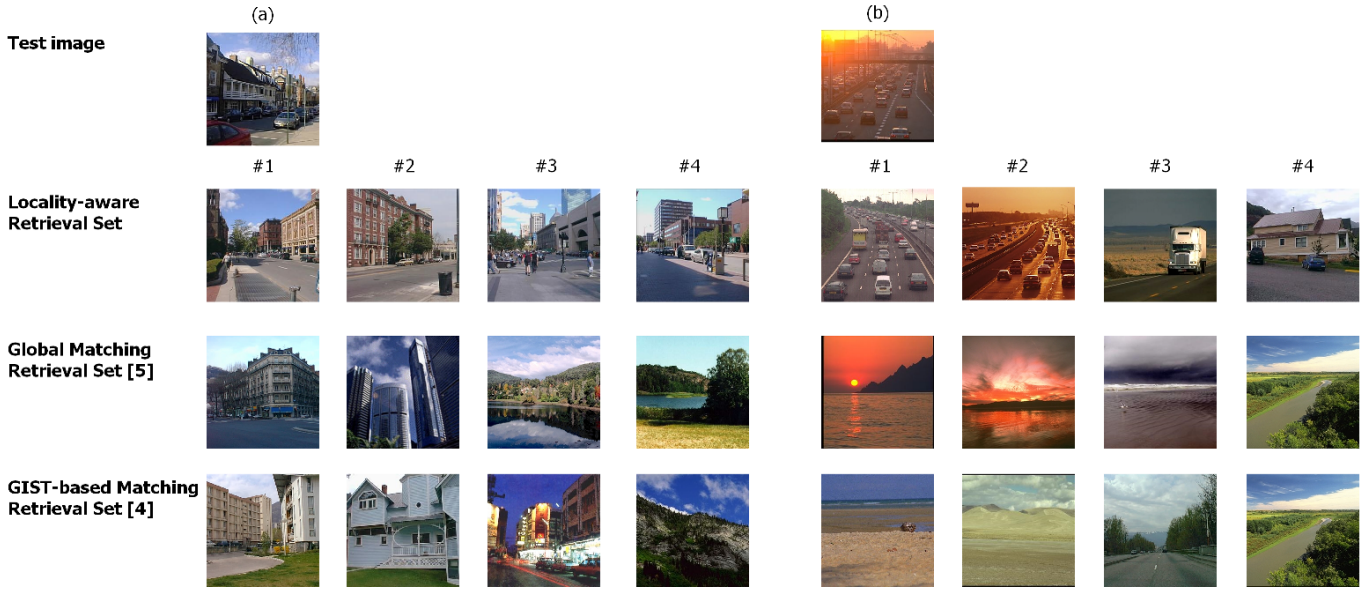 (a) (b)
Test image
#1 #2 #3 #4 #1 #2 #3 #4
Locality-aware
Retrieval Set
Global Matching
Retrieval Set [5]
GIST-based Matching
Retrieval Set [4]